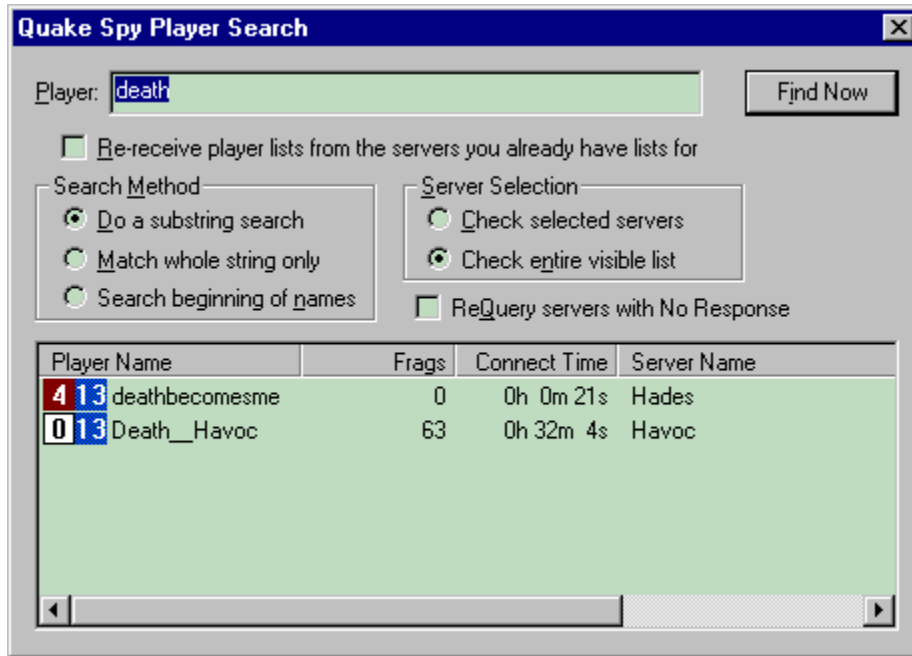 Quake Spy Player Search
Player: death Find Now
Re-receive player lists from the servers you already have lists for
Search Method Server Selection
Do a substring search Check selected servers
Match whole string only Check entire visible list
Search beginning of names ReQuery servers with No Response
Player Name Frags Connect Time Server Name
4 13 deathbecomesme 0 0h 0m 21s Hades
0 13 Death__Havoc 63 0h 32m 4s Havoc